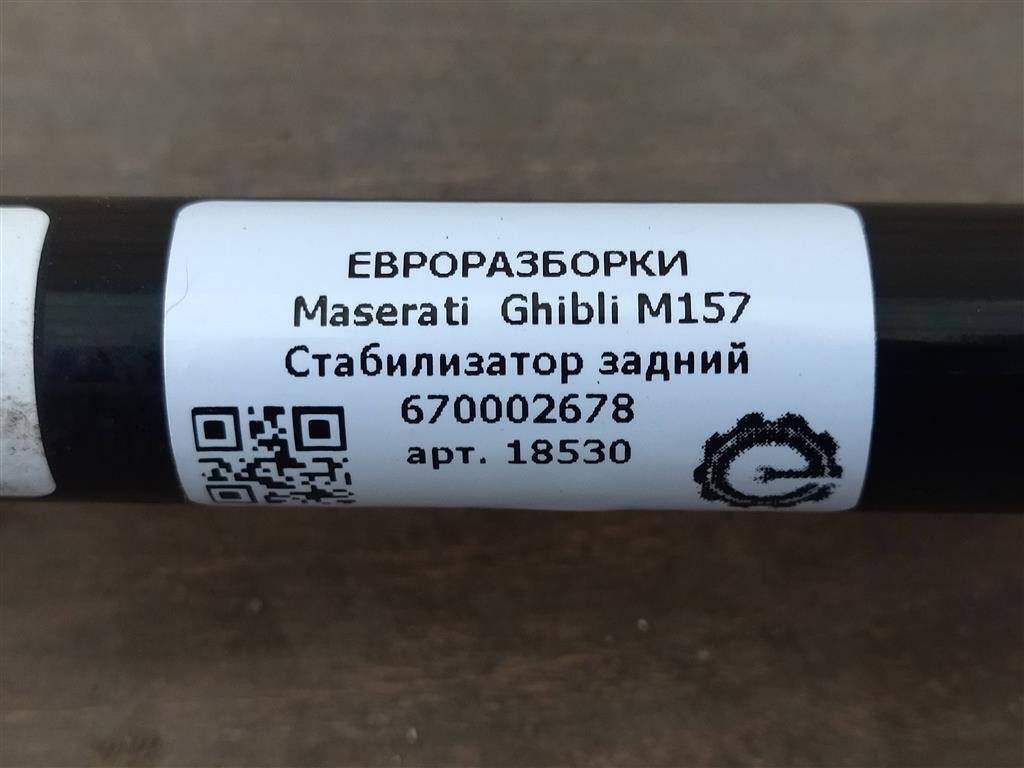 ЕВРОРАЗБОРКИ
Maserati Ghibli M157
Стабилизатор задний
670002678
арт. 18530